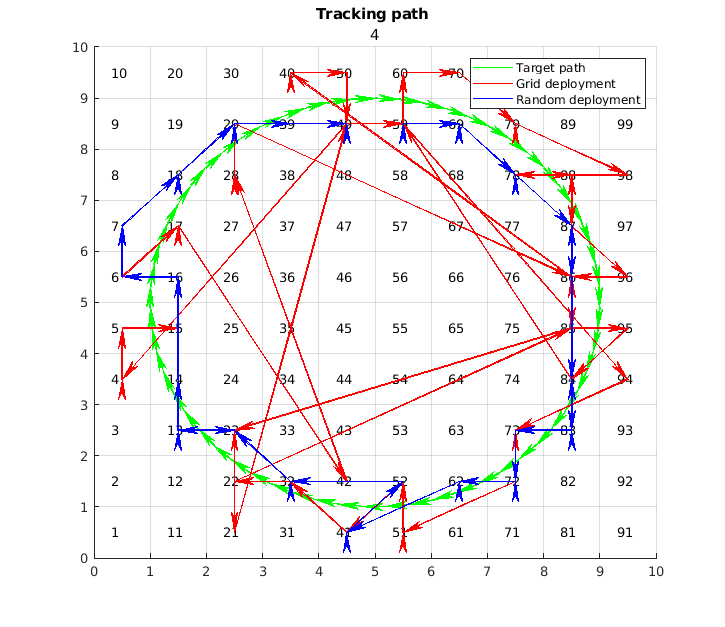 Tracking path
4
10
10 20 30 40 50 60 70
Target path
Grid deployment
Random deployment
9
9 19 29 39 49 59 69 79 89 99
8
8 18 28 38 48 58 68 78 88 98
7
7 17 27 37 47 57 67 77 87 97
6
6 16 26 36 46 56 66 76 86 96
5
5 15 25 35 45 55 65 75 85 95
4
4 14 24 34 44 54 64 74 84 94
3
3 13 23 33 43 53 63 73 83 93
2
2 12 22 32 42 52 62 72 82 92
1
1 11 21 31 41 51 61 71 81 91
0
0 1 2 3 4 5 6 7 8 9 10